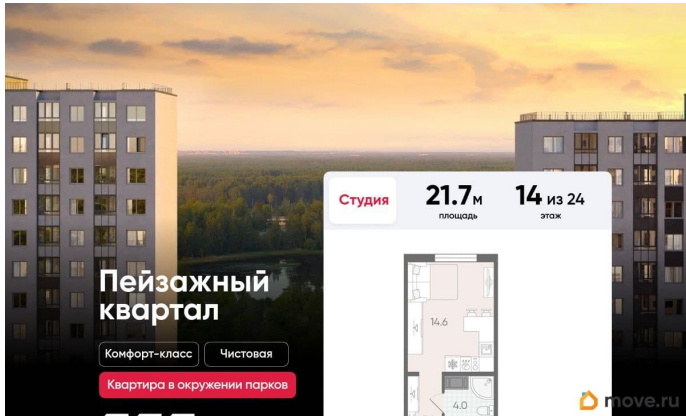 Студия
21.7м
площадь
14 из 24
этаж
Пейзажный
квартал
14.6
Комфорт-класс
Чистовая
Квартира в окружении парков
4.0
move.ru